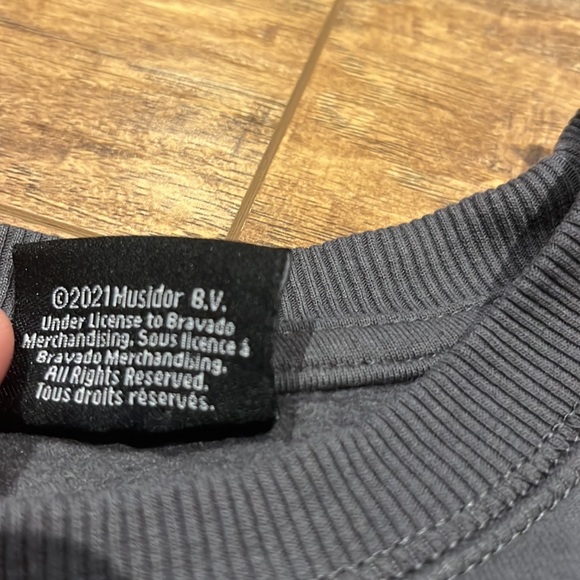 ©2021 Musidor B.V.
Under License to Bravado
Merchandising. Sous licence á
Bravado Merchandising.
All Rights Reserved.
Tous droits réservés.